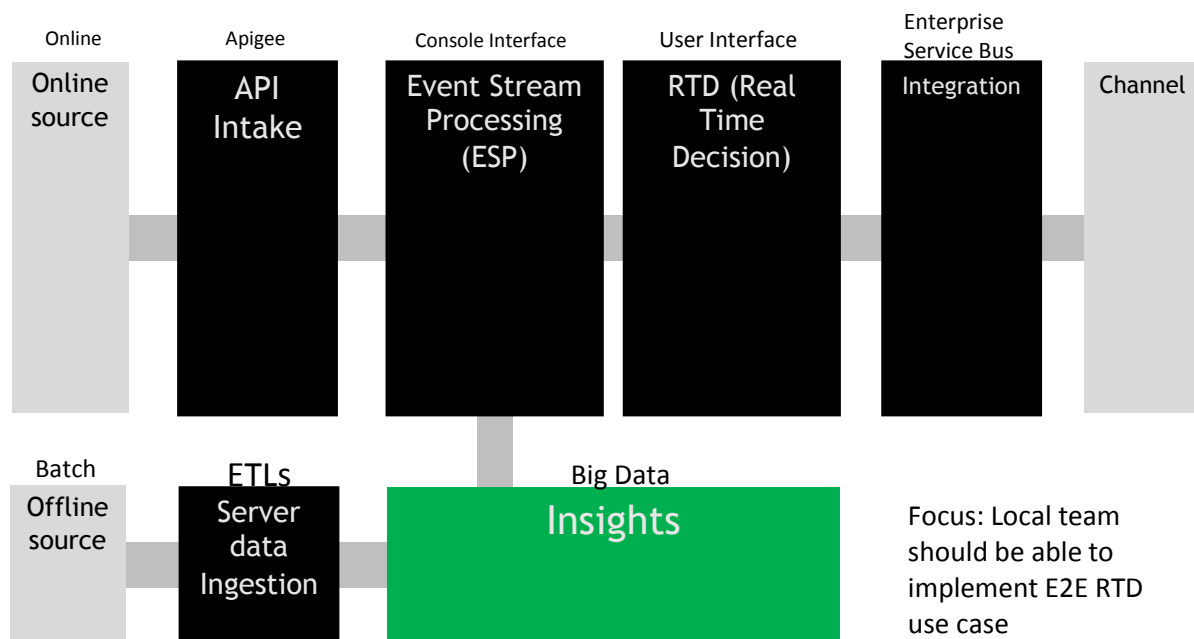 Online
Online
source
Apigee
API
Intake
Console Interface
Event Stream
Processing
(ESP)
User Interface
RTD (Real
Time
Decision)
Enterprise
Service Bus
Integration
Channel
Batch
Offline
source
ETLs
Server
data
Ingestion
Big Data
Insights
Focus: Local team
should be able to
implement E2E RTD
use case